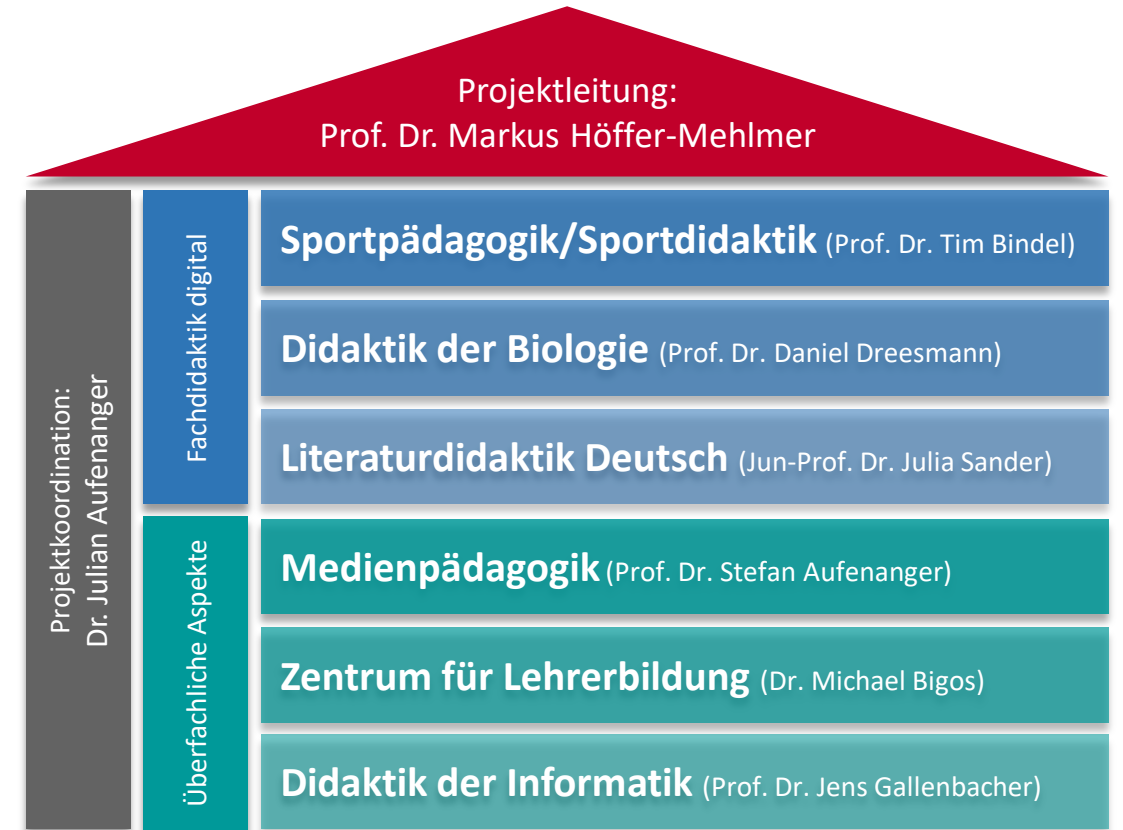 Projektleitung:
Prof. Dr. Markus Höffer-Mehlmer
Projektkoordination:
Dr. Julian Aufenanger
Fachdidaktik digital
Sportpädagogik/Sportdidaktik (Prof. Dr. Tim Bindel)
Didaktik der Biologie (Prof. Dr. Daniel Dreesmann)
Literaturdidaktik Deutsch (Jun-Prof. Dr. Julia Sander)
Überfachliche Aspekte
Medienpädagogik (Prof. Dr. Stefan Aufenanger)
Zentrum für Lehrerbildung (Dr. Michael Bigos)
Didaktik der Informatik (Prof. Dr. Jens Gallenbacher)